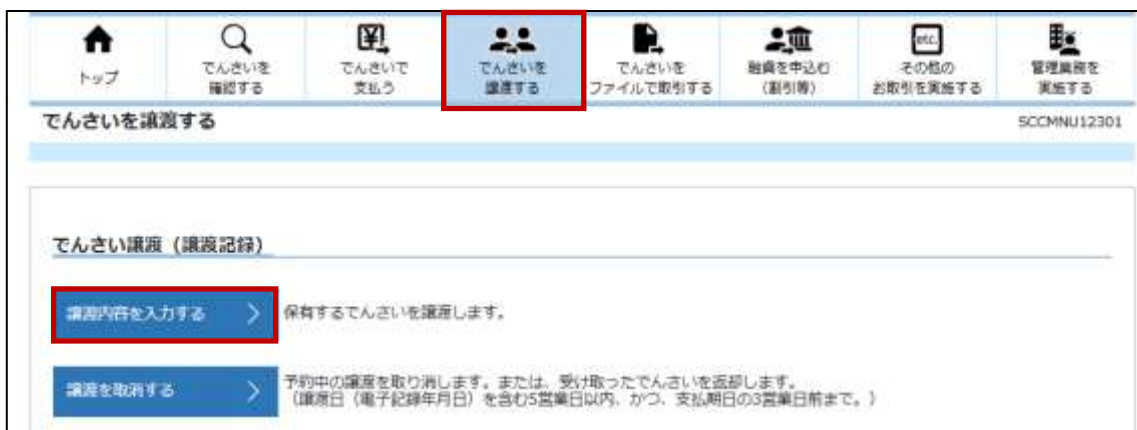 トップ
でんさいを
確認する
でんさいで
支払う
でんさいを
譲渡する
でんさいを
ファイルで取引する
融資を申込む
(割引等)
etc.
その他の
お取引を実施する
管理業務を
実施する
でんさいを譲渡する
SCCMNU12301
でんさい譲渡(譲渡記録)
譲渡内容を入力する
保有するでんさいを譲渡します。
譲渡を取消する
予約中の譲渡を取り消します。または、受け取ったでんさいを返却します。
(譲渡日(電子記録年月日)を含む5営業日以内、かつ、支払期日の3営業日前まで。)